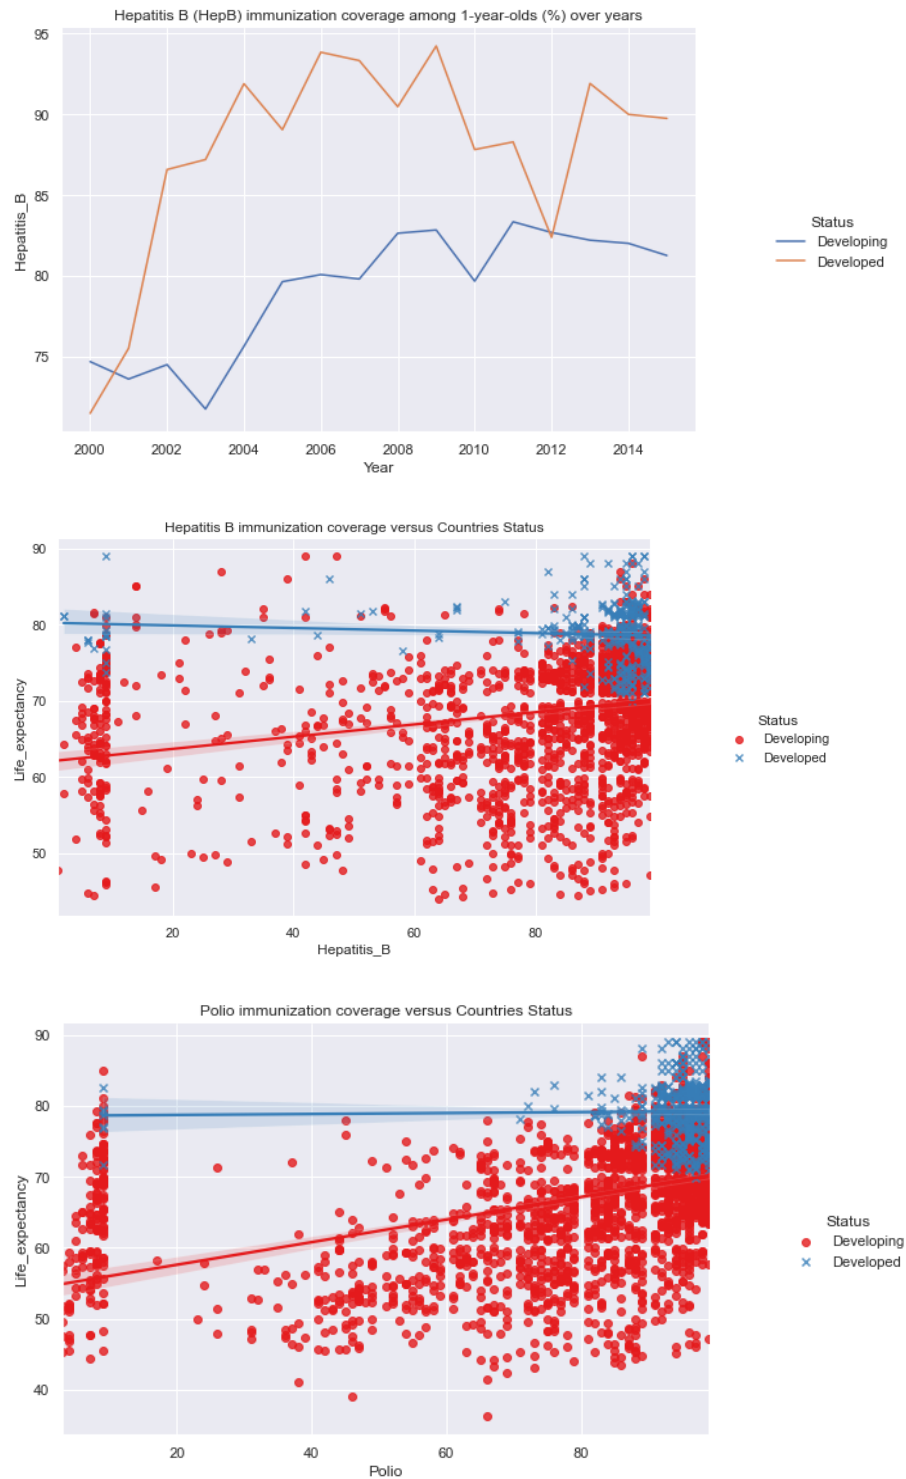 Hepatitis B (HepB) immunization coverage among 1-year-olds (%) over years
95
90
85
80
75
Hepatitis_B
2000 2002 2004 2006 2008 2010 2012 2014
Year
Status
Developing
Developed
Hepatitis B immunization coverage versus Countries Status
90
80
70
60
50
Life_expectancy
20 40 60 80
Hepatitis_B
Status
Developing
Developed
Polio immunization coverage versus Countries Status
90
80
70
60
50
40
Life_expectancy
20 40 60 80
Polio
Status
Developing
Developed